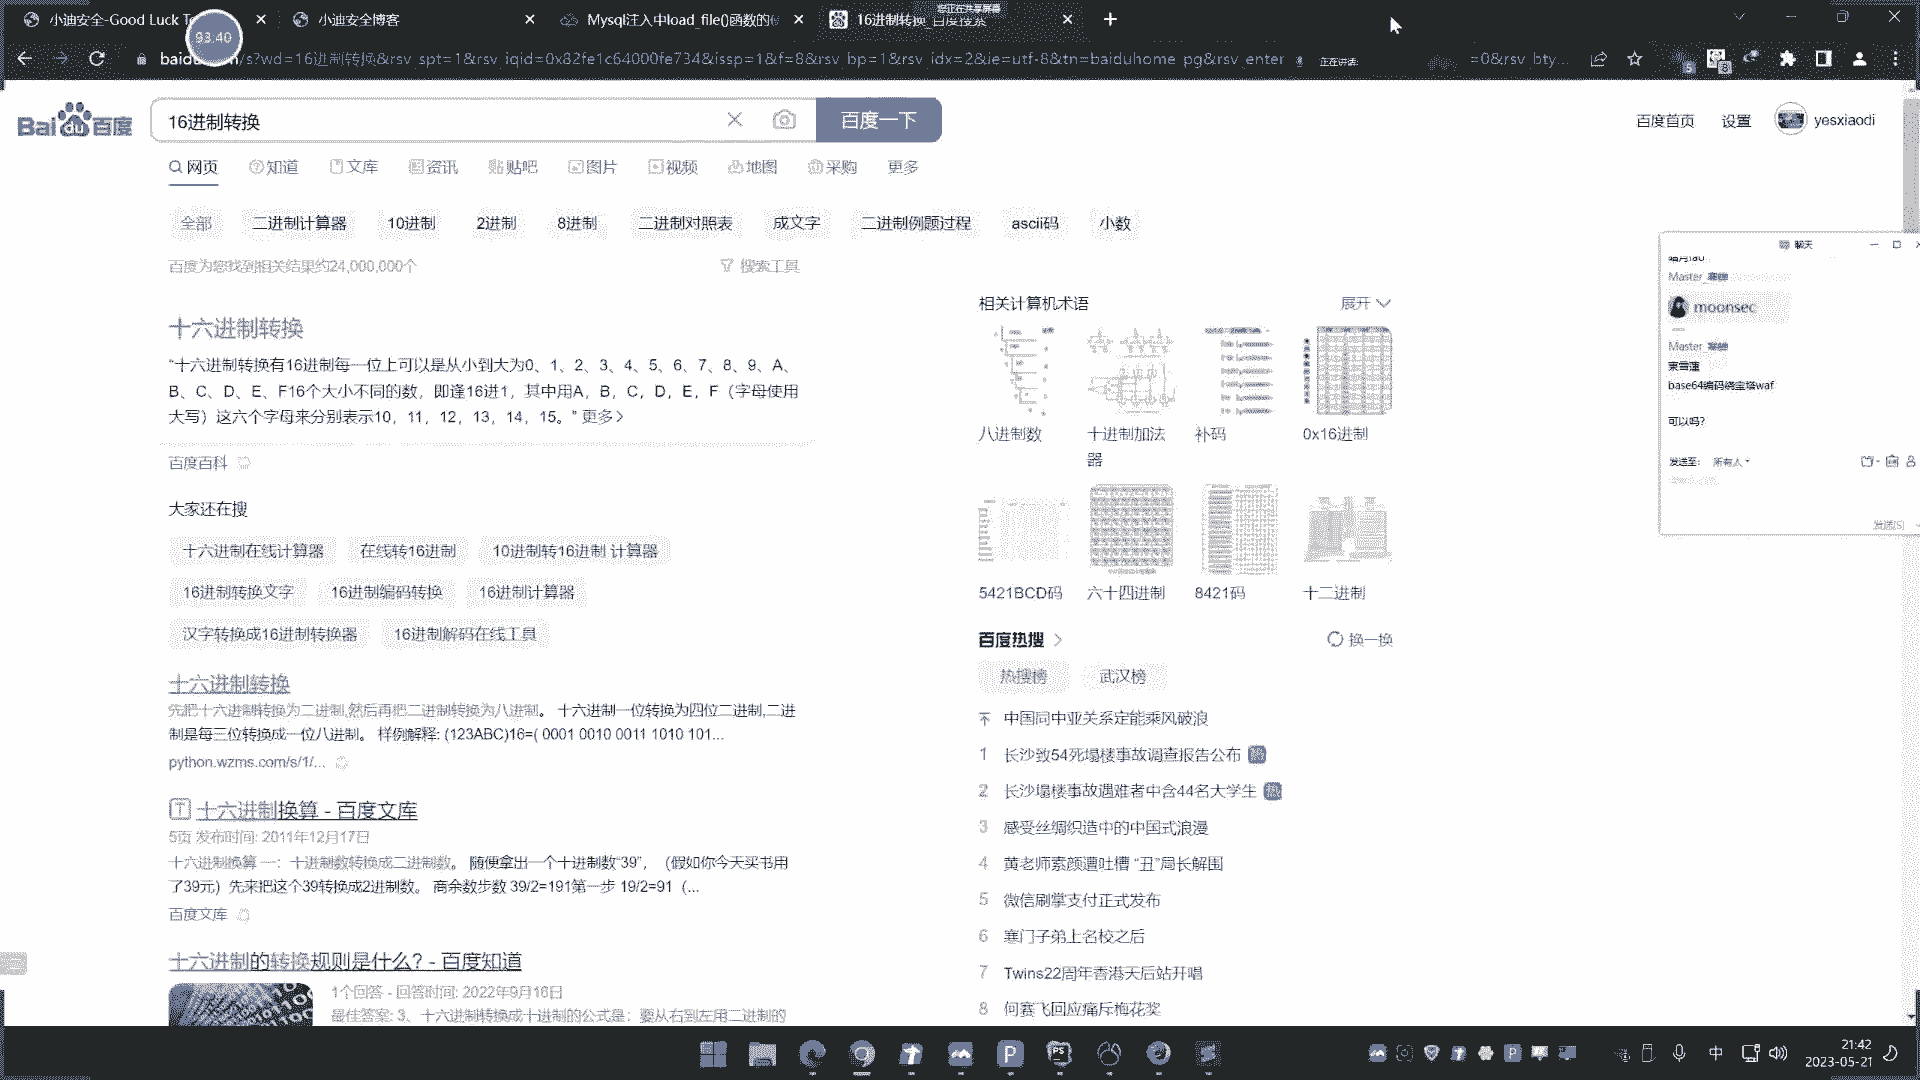 小迪安全-Good Luck T
小迪安全博客
Mysql注入中load_file()函数的
16进制转换_百度搜索
您正在共享屏幕
93:40
baidu
/s?wd=16进制转换&rsv_spt=1&rsv_iqid=0x82fe1c64000fe734&issp=1&f=8&rsv_bp=1&rsv_idx=2&ie=utf-8&tn=baiduhome_pg&rsv_enter
正在讲话:
=0&rsv_bty...
5
8
Bai du 百度
16进制转换
百度一下
百度首页
设置
yesxiaodi
网页
知道
文库
资讯
贴吧
图片
视频
地图
采购
更多
全部
二进制计算器
10进制
2进制
8进制
二进制对照表
成文字
二进制例题过程
ascii码
小数
百度为您找到相关结果约24,000,000个
搜索工具
十六进制转换
“十六进制转换有16进制每一位上可以是从小到大为0、1、2、3、4、5、6、7、8、9、A、
B、C、D、E、F16个大小不同的数，即逢16进1，其中用A，B，C，D，E，F（字母使用
大写）这六个字母来分别表示10，11，12，13，14，15。” 更多>
百度百科
大家还在搜
十六进制在线计算器
在线转16进制
10进制转16进制 计算器
16进制转换文字
16进制编码转换
16进制计算器
汉字转换成16进制转换器
16进制解码在线工具
十六进制转换
先把十六进制转换为二进制,然后再把二进制转换为八进制。 十六进制一位转换为四位二进制,二进
制是每三位转换成一位八进制。 样例解释: (123ABC)16=( 0001 0010 0011 1010 101...
python.wzms.com/s/1/...
十六进制换算 - 百度文库
5页 发布时间: 2011年12月17日
十六进制换算 一：十进制数转换成二进制数。 随便拿出一个十进制数“39”，（假如你今天买书用
了39元）先来把这个39转换成2进制数。 商余数步数 39/2=191第一步 19/2=91（...
百度文库
十六进制的转换规则是什么? - 百度知道
1个回答 - 回答时间: 2022年9月16日
最佳答案: 3、十六进制转换成十进制的公式是：要从右到左用二进制的
相关计算机术语
展开
八进制数
十进制加法
器
补码
0x16进制
5421BCD码
六十四进制
8421码
十二进制
百度热搜
换一换
热搜榜
武汉榜
中国同中亚关系定能乘风破浪
1 长沙致54死塌楼事故调查报告公布 热
2 长沙塌楼事故遇难者中含44名大学生 热
3 感受丝绸织造中的中国式浪漫
4 黄老师素颜遭吐槽 “丑”局长解围
5 微信刷掌支付正式发布
6 寒门子弟上名校之后
7 Twins22周年香港天后站开唱
8 何赛飞回应痛斥梅花奖
聊天
Master
moonsec
Master
base64编码绕宝塔waf
可以吗?
发送至:
所有人
发送(S)
中
21:42
2023-05-21